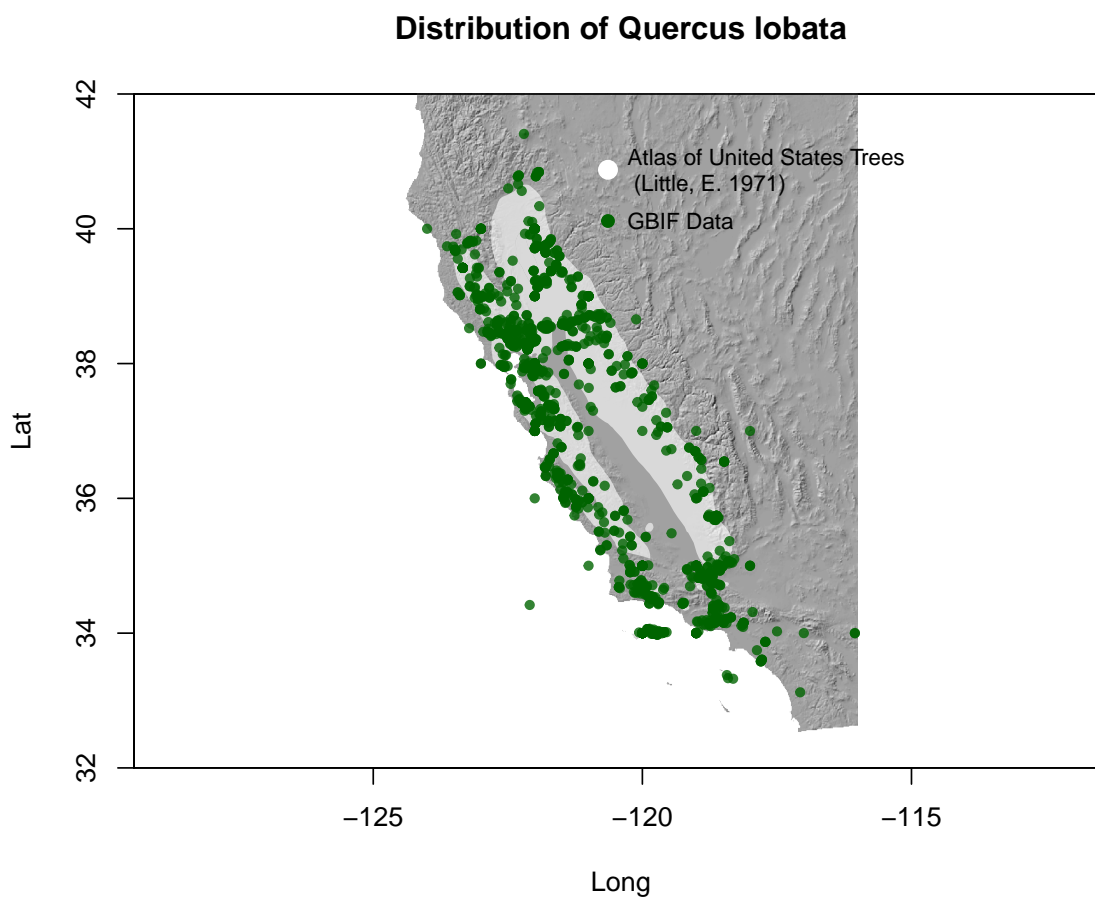 Distribution of Quercus lobata
42
40
38
36
34
32
Lat
Atlas of United States Trees
(Little, E. 1971)
GBIF Data
−125
−120
−115
Long